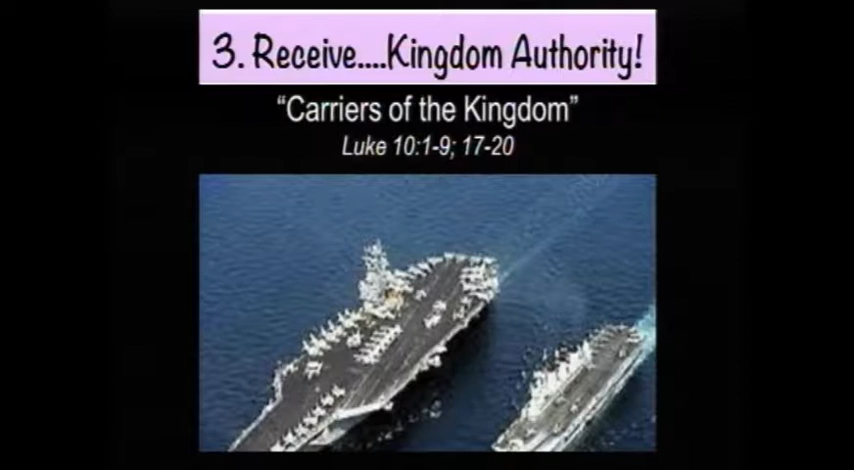 3. Receive....Kingdom Authority!
“Carriers of the Kingdom”
Luke 10:1-9; 17-20